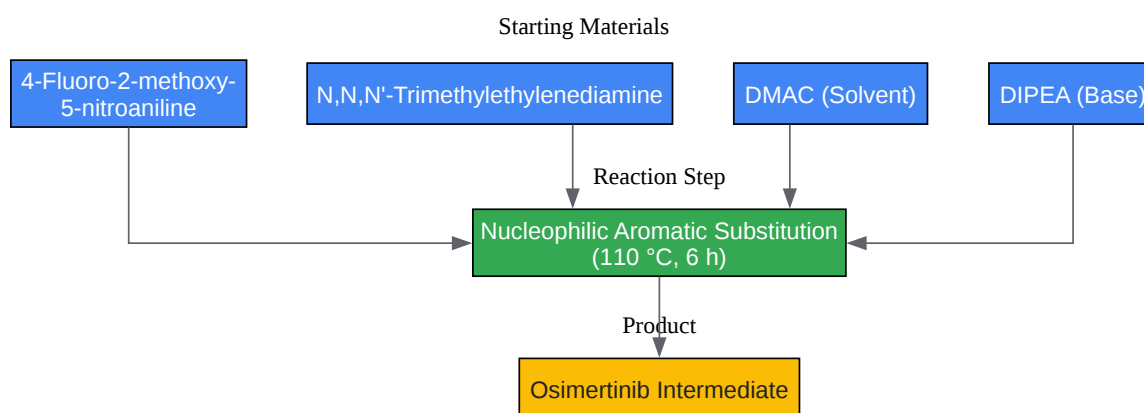 Starting Materials
4-Fluoro-2-methoxy-
5-nitroaniline
N,N,N'-Trimethylethylenediamine
DMAC (Solvent)
DIPEA (Base)
Reaction Step
Nucleophilic Aromatic Substitution
(110 °C, 6 h)
Product
Osimertinib Intermediate